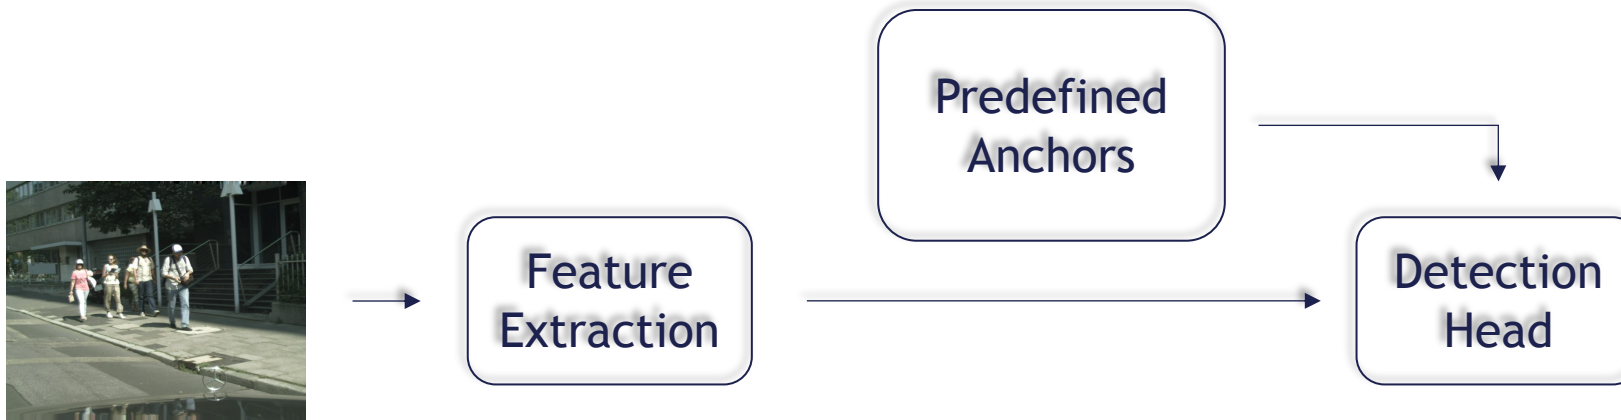 Predefined
Anchors
Feature
Extraction
Detection
Head